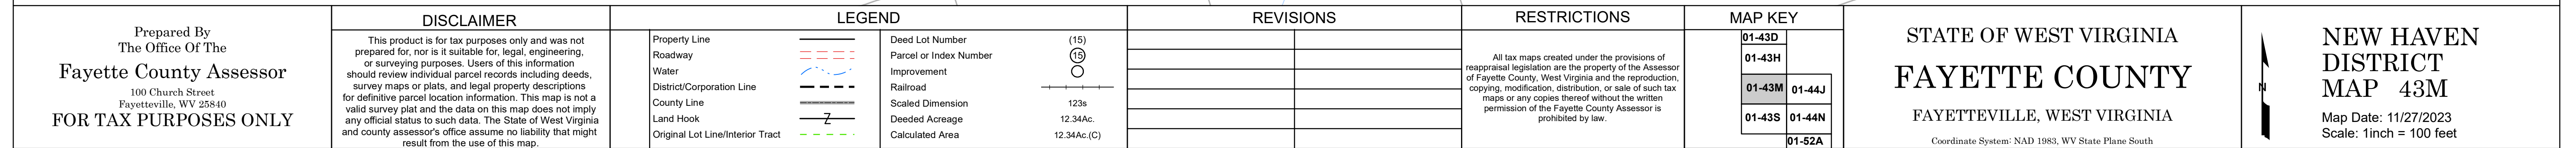 Prepared By
The Office Of The
Fayette County Assessor
100 Church Street
Fayetteville, WV 25840
FOR TAX PURPOSES ONLY
DISCLAIMER
This product is for tax purposes only and was not
prepared for, nor is it suitable for, legal, engineering,
or surveying purposes. Users of this information
should review individual parcel records including deeds,
survey maps or plats, and legal property descriptions
for definitive parcel location information. This map is not a
valid survey plat and the data on this map does not imply
any official status to such data. The State of West Virginia
and county assessor's office assume no liability that might
result from the use of this map.
LEGEND
Property Line
Roadway
Water
District/Corporation Line
County Line
Land Hook Z
Original Lot Line/Interior Tract
Deed Lot Number (15)
Parcel or Index Number 15
Improvement
Railroad
Scaled Dimension 123s
Deeded Acreage 12.34Ac.
Calculated Area 12.34Ac.(C)
REVISIONS
RESTRICTIONS
All tax maps created under the provisions of
reappraisal legislation are the property of the Assessor
of Fayette County, West Virginia and the reproduction,
copying, modification, distribution, or sale of such tax
maps or any copies thereof without the written
permission of the Fayette County Assessor is
prohibited by law.
MAP KEY
01-43D
01-43H
01-43M 01-44J
01-43S 01-44N
01-52A
STATE OF WEST VIRGINIA
FAYETTE COUNTY
FAYETTEVILLE, WEST VIRGINIA
Coordinate System: NAD 1983, WV State Plane South
N
NEW HAVEN
DISTRICT
MAP 43M
Map Date: 11/27/2023
Scale: 1inch = 100 feet